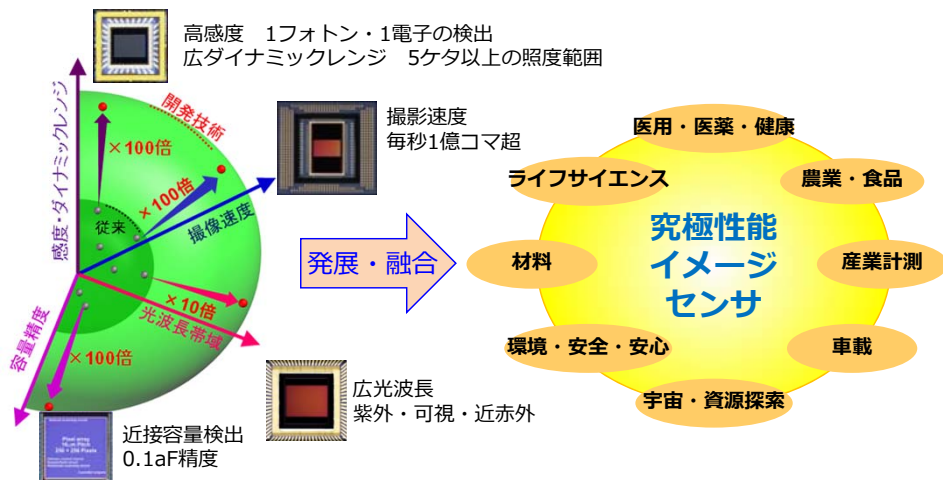 高感度　1フォトン・1電子の検出
広ダイナミックレンジ　5ケタ以上の照度範囲
感度・ダイナミックレンジ
開発技術
×100倍
撮影速度
毎秒1億コマ超
×100倍
撮像速度
従来
×10倍
光波長帯域
容量精度
×100倍
近接容量検出
0.1aF精度
広光波長
紫外・可視・近赤外
発展・融合
医用・医薬・健康
ライフサイエンス
農業・食品
究極性能
イメージ
センサ
材料
産業計測
環境・安全・安心
車載
宇宙・資源探索
Pixel array
256 × 256 Pixels